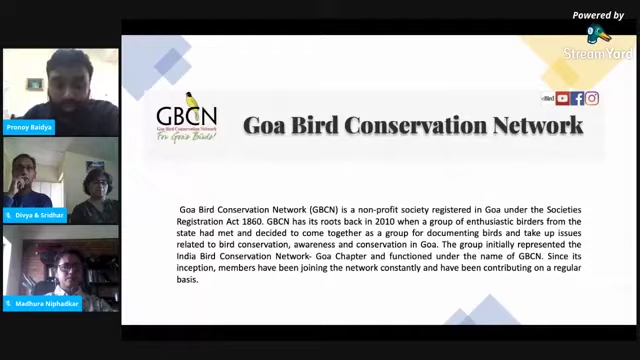 Powered by
StreamYard
eBird
GBCN
Goa Bird Conservation Network
For Goa's Birds!
Goa Bird Conservation Network
Pronoy Baidya
Divya & Sridhar
Madhura Niphadkar
Goa Bird Conservation Network (GBCN) is a non-profit society registered in Goa under the Societies
Registration Act 1860. GBCN has its roots back in 2010 when a group of enthusiastic birders from the
state had met and decided to come together as a group for documenting birds and take up issues
related to bird conservation, awareness and conservation in Goa. The group initially represented the
India Bird Conservation Network- Goa Chapter and functioned under the name of GBCN. Since its
inception, members have been joining the network constantly and have been contributing on a regular
basis.